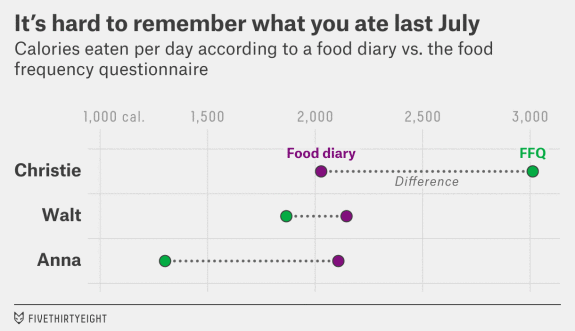 It's hard to remember what you ate last July
Calories eaten per day according to a food diary vs. the food
frequency questionnaire
1,000 cal. 1,500 2,000 2,500 3,000
Food diary FFQ
Christie
Difference
Walt
Anna
FIVETHIRTYEIGHT